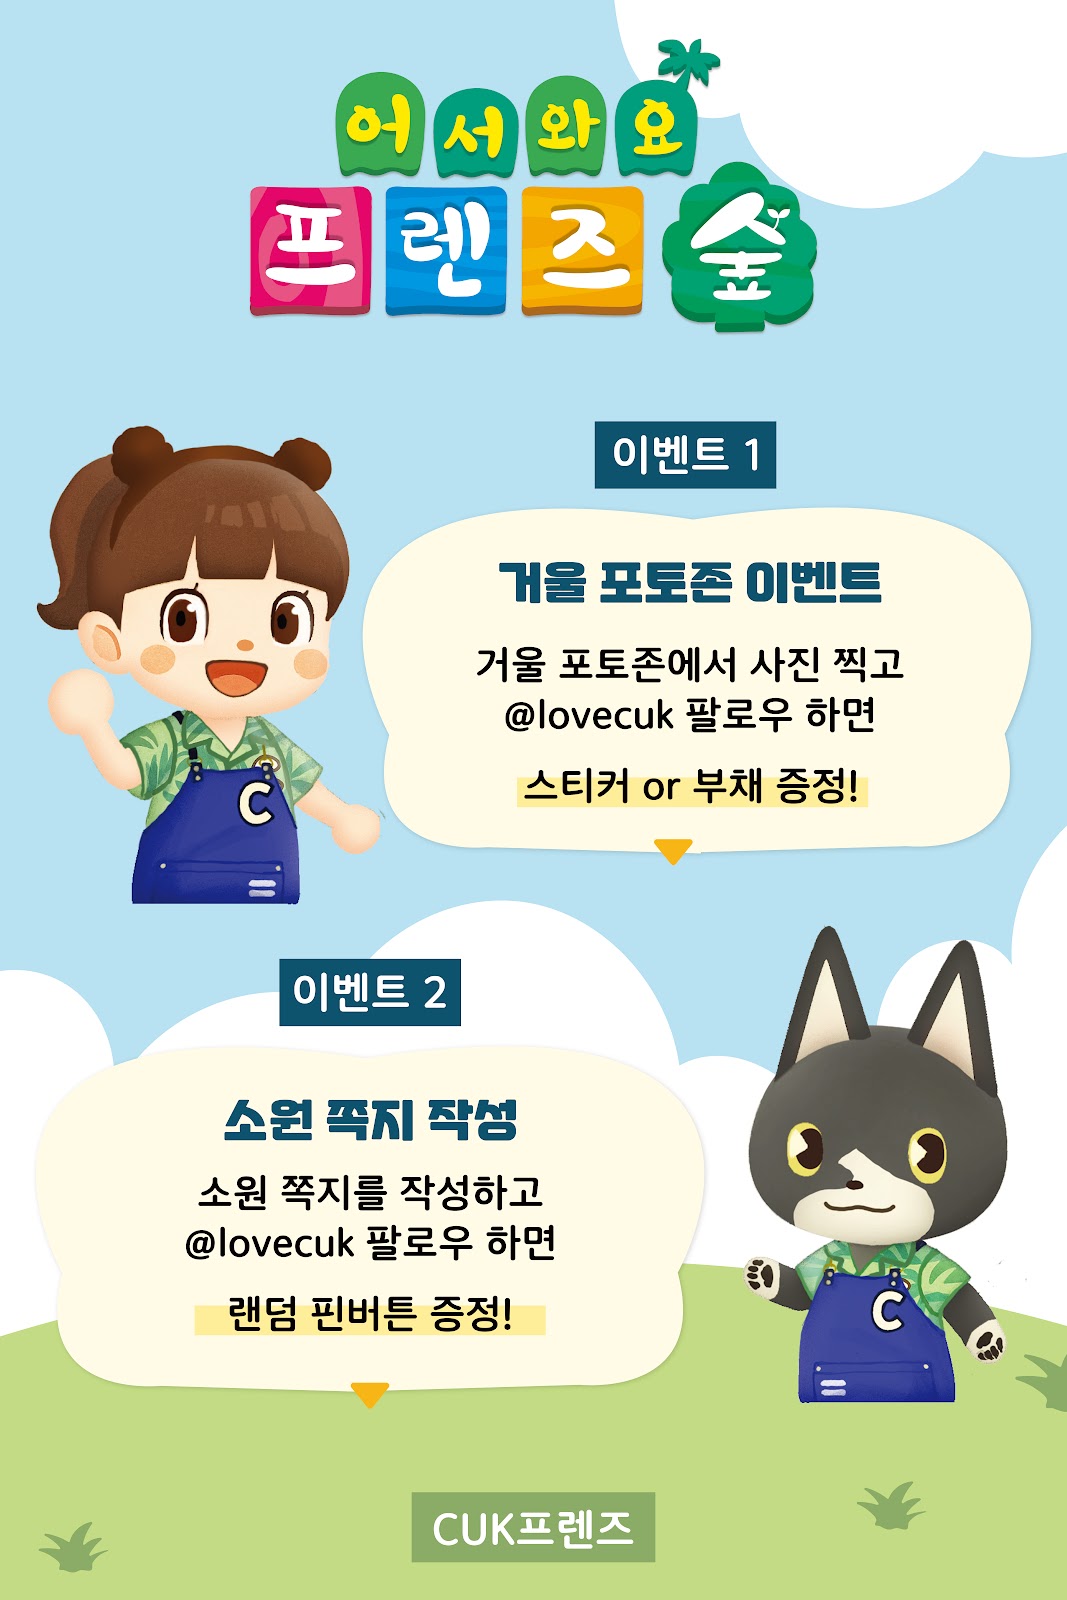 어서와요
프렌즈숲
이벤트 1
거울 포토존 이벤트
거울 포토존에서 사진 찍고
@lovecuk 팔로우 하면
스티커 or 부채 증정!
이벤트 2
소원 쪽지 작성
소원 쪽지를 작성하고
@lovecuk 팔로우 하면
랜덤 핀버튼 증정!
C
C
CUK프렌즈